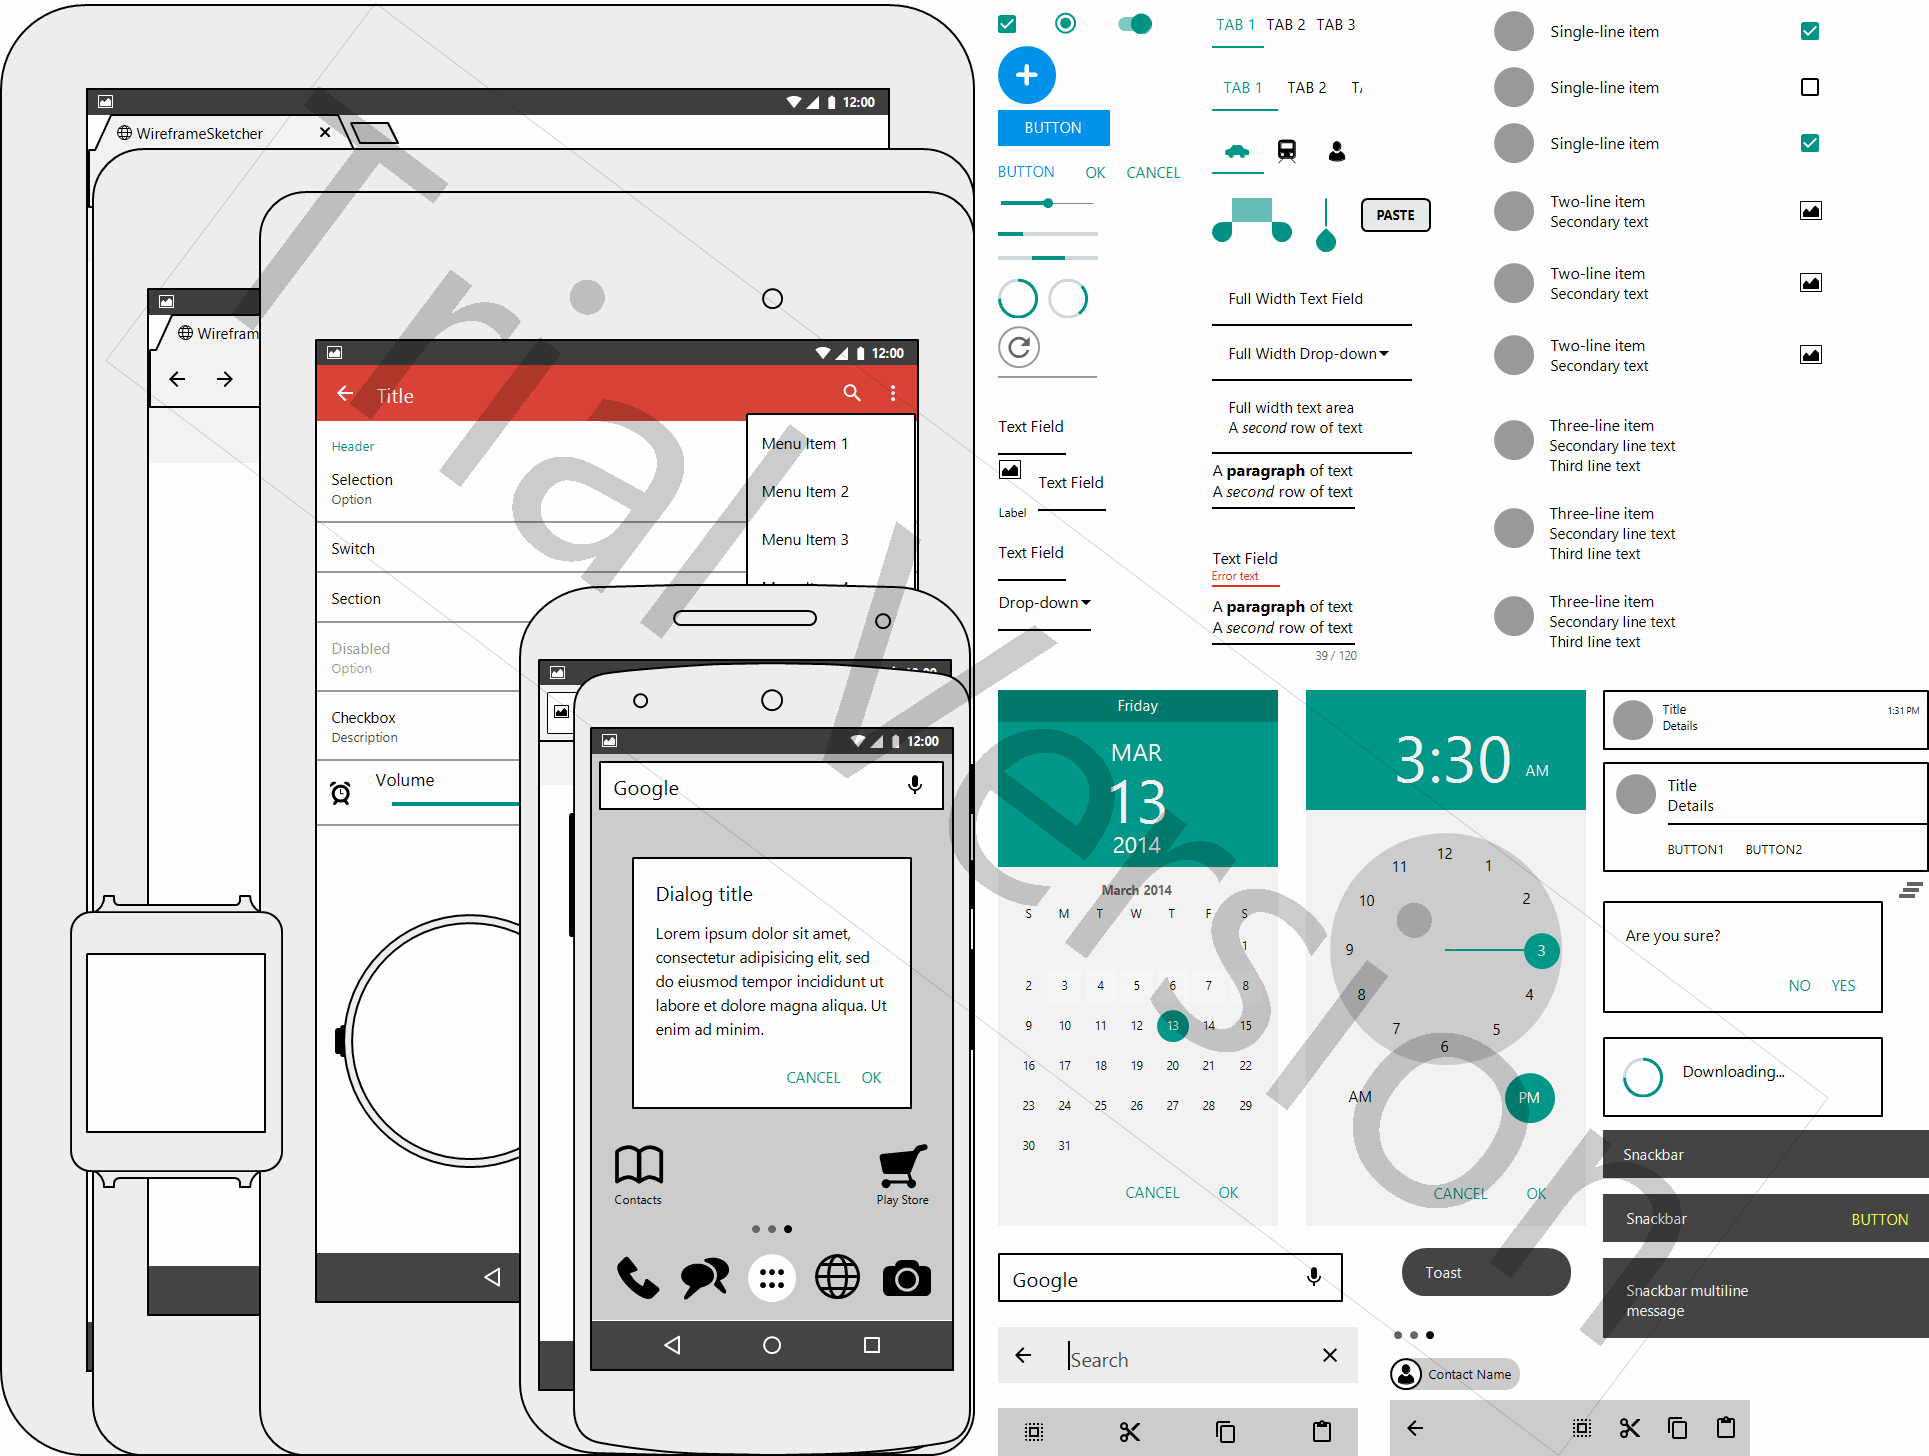 12:00
WireframeSketcher
Wirefram
12:00
Title
Header
Selection
Option
Switch
Section
Disabled
Option
Checkbox
Description
Volume
Menu Item 1
Menu Item 2
Menu Item 3
12:00
Google
Dialog title
Lorem ipsum dolor sit amet,
consectetur adipisicing elit, sed
do eiusmod tempor incididunt ut
labore et dolore magna aliqua. Ut
enim ad minim.
CANCEL OK
Contacts
Play Store
BUTTON
BUTTON OK CANCEL
Text Field
Text Field
Label
Text Field
Drop-down
TAB 1 TAB 2 TAB 3
TAB 1 TAB 2
PASTE
Full Width Text Field
Full Width Drop-down
Full width text area
A second row of text
A paragraph of text
A second row of text
Text Field
Error text
A paragraph of text
A second row of text
39 / 120
Single-line item
Single-line item
Single-line item
Two-line item
Secondary text
Two-line item
Secondary text
Two-line item
Secondary text
Three-line item
Secondary line text
Third line text
Three-line item
Secondary line text
Third line text
Three-line item
Secondary line text
Third line text
Friday
MAR
13
2014
March 2014
S M T W T F S
1
2 3 4 5 6 7 8
9 10 11 12 13 14 15
16 17 18 19 20 21 22
23 24 25 26 27 28 29
30 31
CANCEL OK
3:30 AM
12
11 1
10 2
9 3
8 4
7 5
6
AM PM
CANCEL OK
Title 1:31 PM
Details
Title
Details
BUTTON1 BUTTON2
Are you sure?
NO YES
Downloading...
Snackbar
Snackbar BUTTON
Snackbar multiline
message
Google
Toast
Search
Contact Name
Trial Version